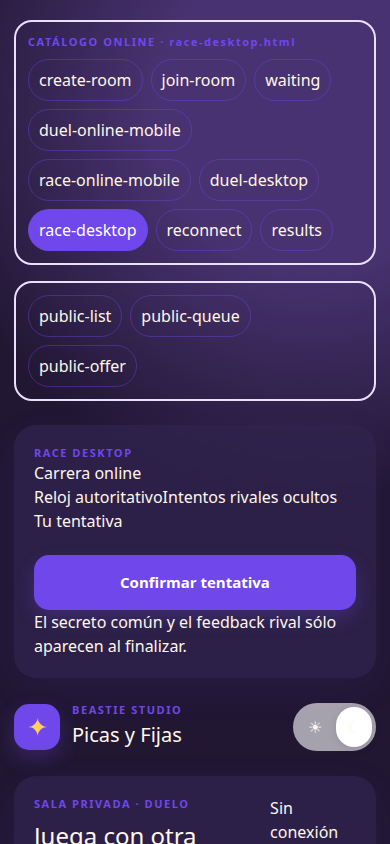 CATÁLOGO ONLINE · race-desktop.html
create-room join-room waiting
duel-online-mobile
race-online-mobile duel-desktop
race-desktop reconnect results
public-list public-queue
public-offer
RACE DESKTOP
Carrera online
Reloj autoritativoIntentos rivales ocultos
Tu tentativa
Confirmar tentativa
El secreto común y el feedback rival sólo
aparecen al finalizar.
BEASTIE STUDIO
Picas y Fijas
SALA PRIVADA · DUELO
Juega con otra
Sin
conexión